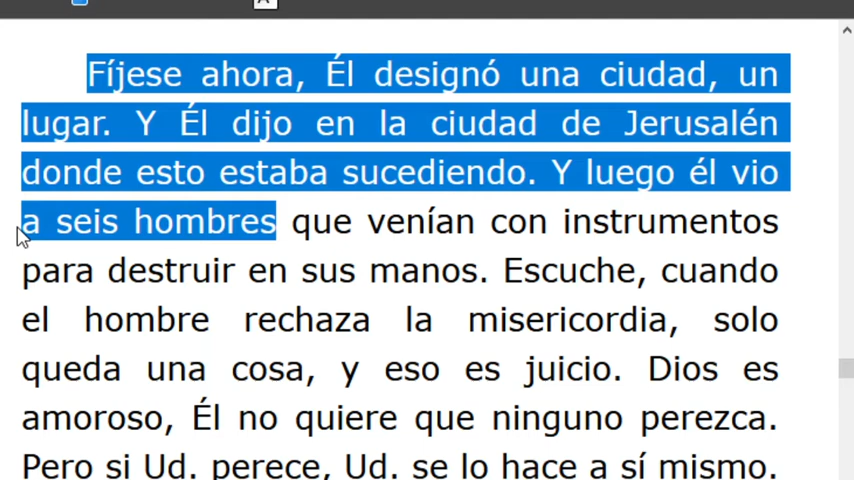 Fíjese ahora, Él designó una ciudad, un
lugar. Y Él dijo en la ciudad de Jerusalén
donde esto estaba sucediendo. Y luego él vio
a seis hombres que venían con instrumentos
para destruir en sus manos. Escuche, cuando
el hombre rechaza la misericordia, solo
queda una cosa, y eso es juicio. Dios es
amoroso, Él no quiere que ninguno perezca.
Pero si Ud. perece, Ud. se lo hace a sí mismo.